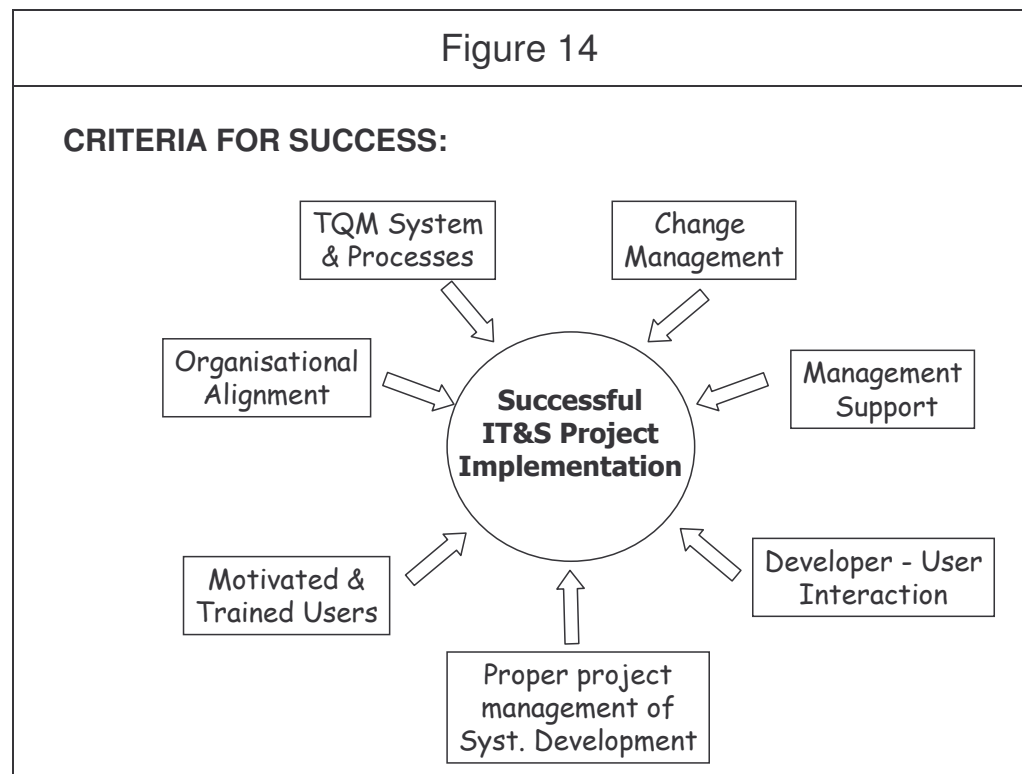 Figure 14
CRITERIA FOR SUCCESS:
TQM System
& Processes
Change
Management
Organisational
Alignment
Management
Support
Successful
IT&S Project
Implementation
Motivated &
Trained Users
Developer - User
Interaction
Proper project
management of
Syst. Development